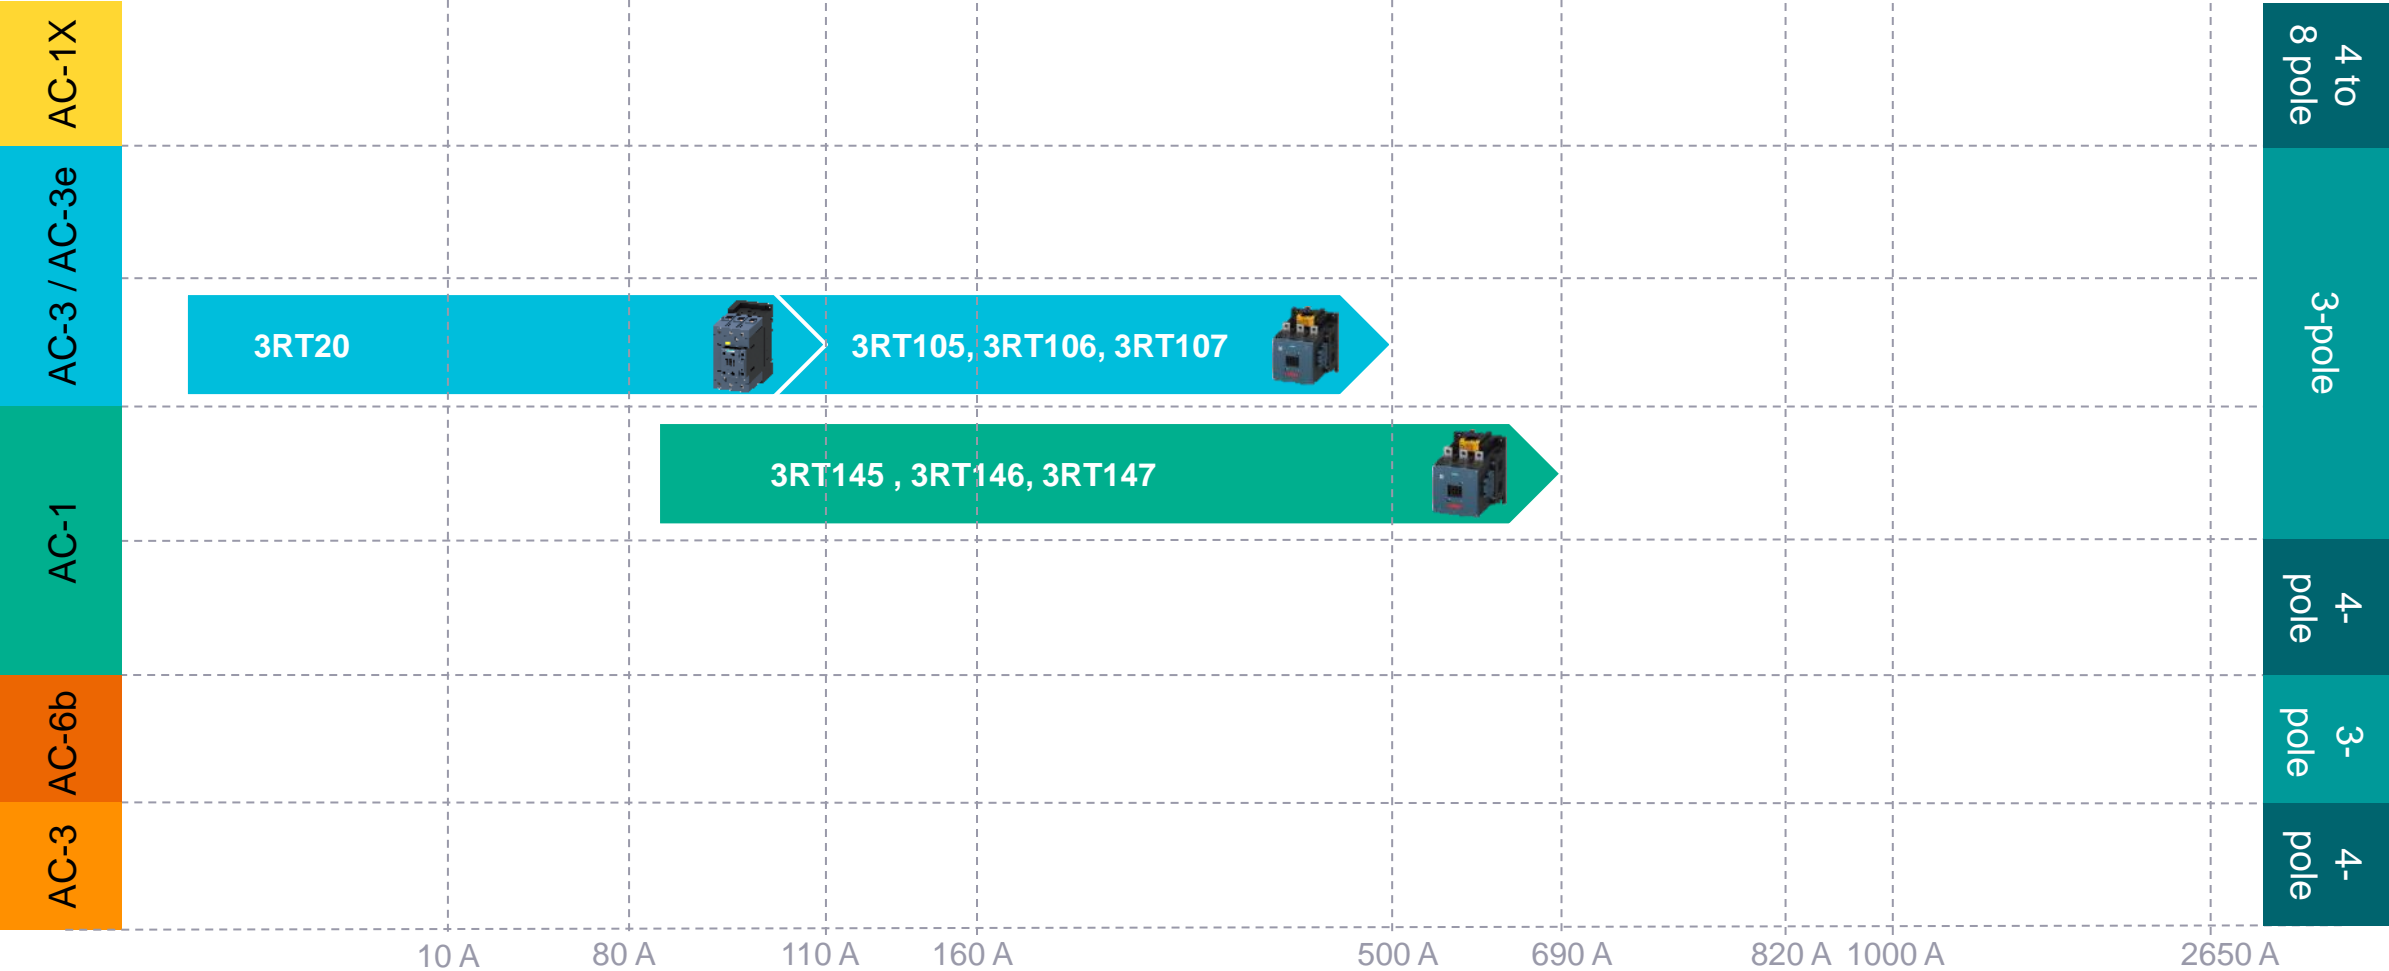 AC-1X
4 to
8 pole
AC-3 / AC-3e
3-pole
3RT20
3RT105, 3RT106, 3RT107
AC-1
3RT145 , 3RT146, 3RT147
4-
pole
AC-6b
3-
pole
AC-3
4-
pole
10 A
80 A
110 A
160 A
500 A
690 A
820 A
1000 A
2650 A